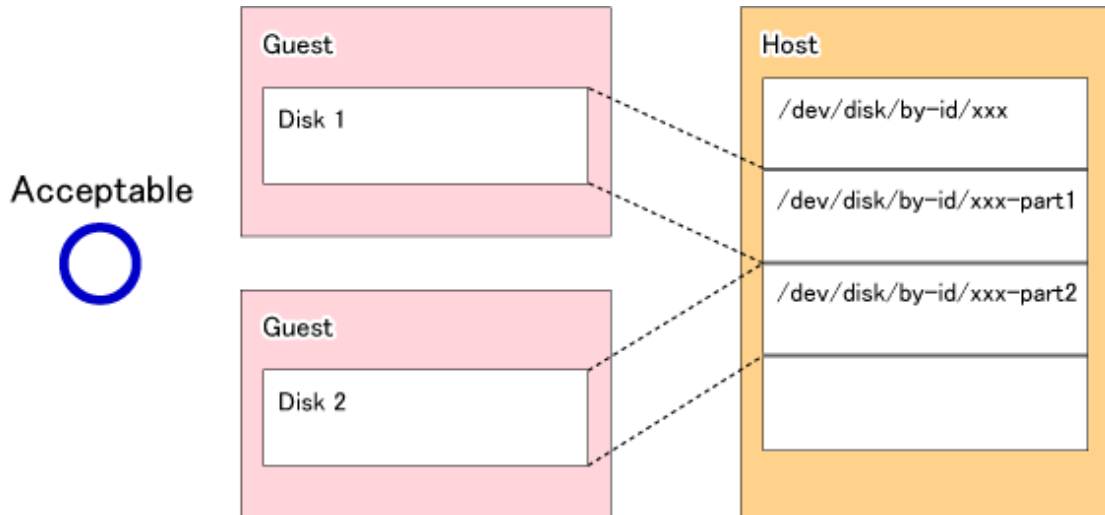 Acceptable
Guest
Disk 1
Guest
Disk 2
Host
/dev/disk/by-id/xxx
/dev/disk/by-id/xxx-part1
/dev/disk/by-id/xxx-part2